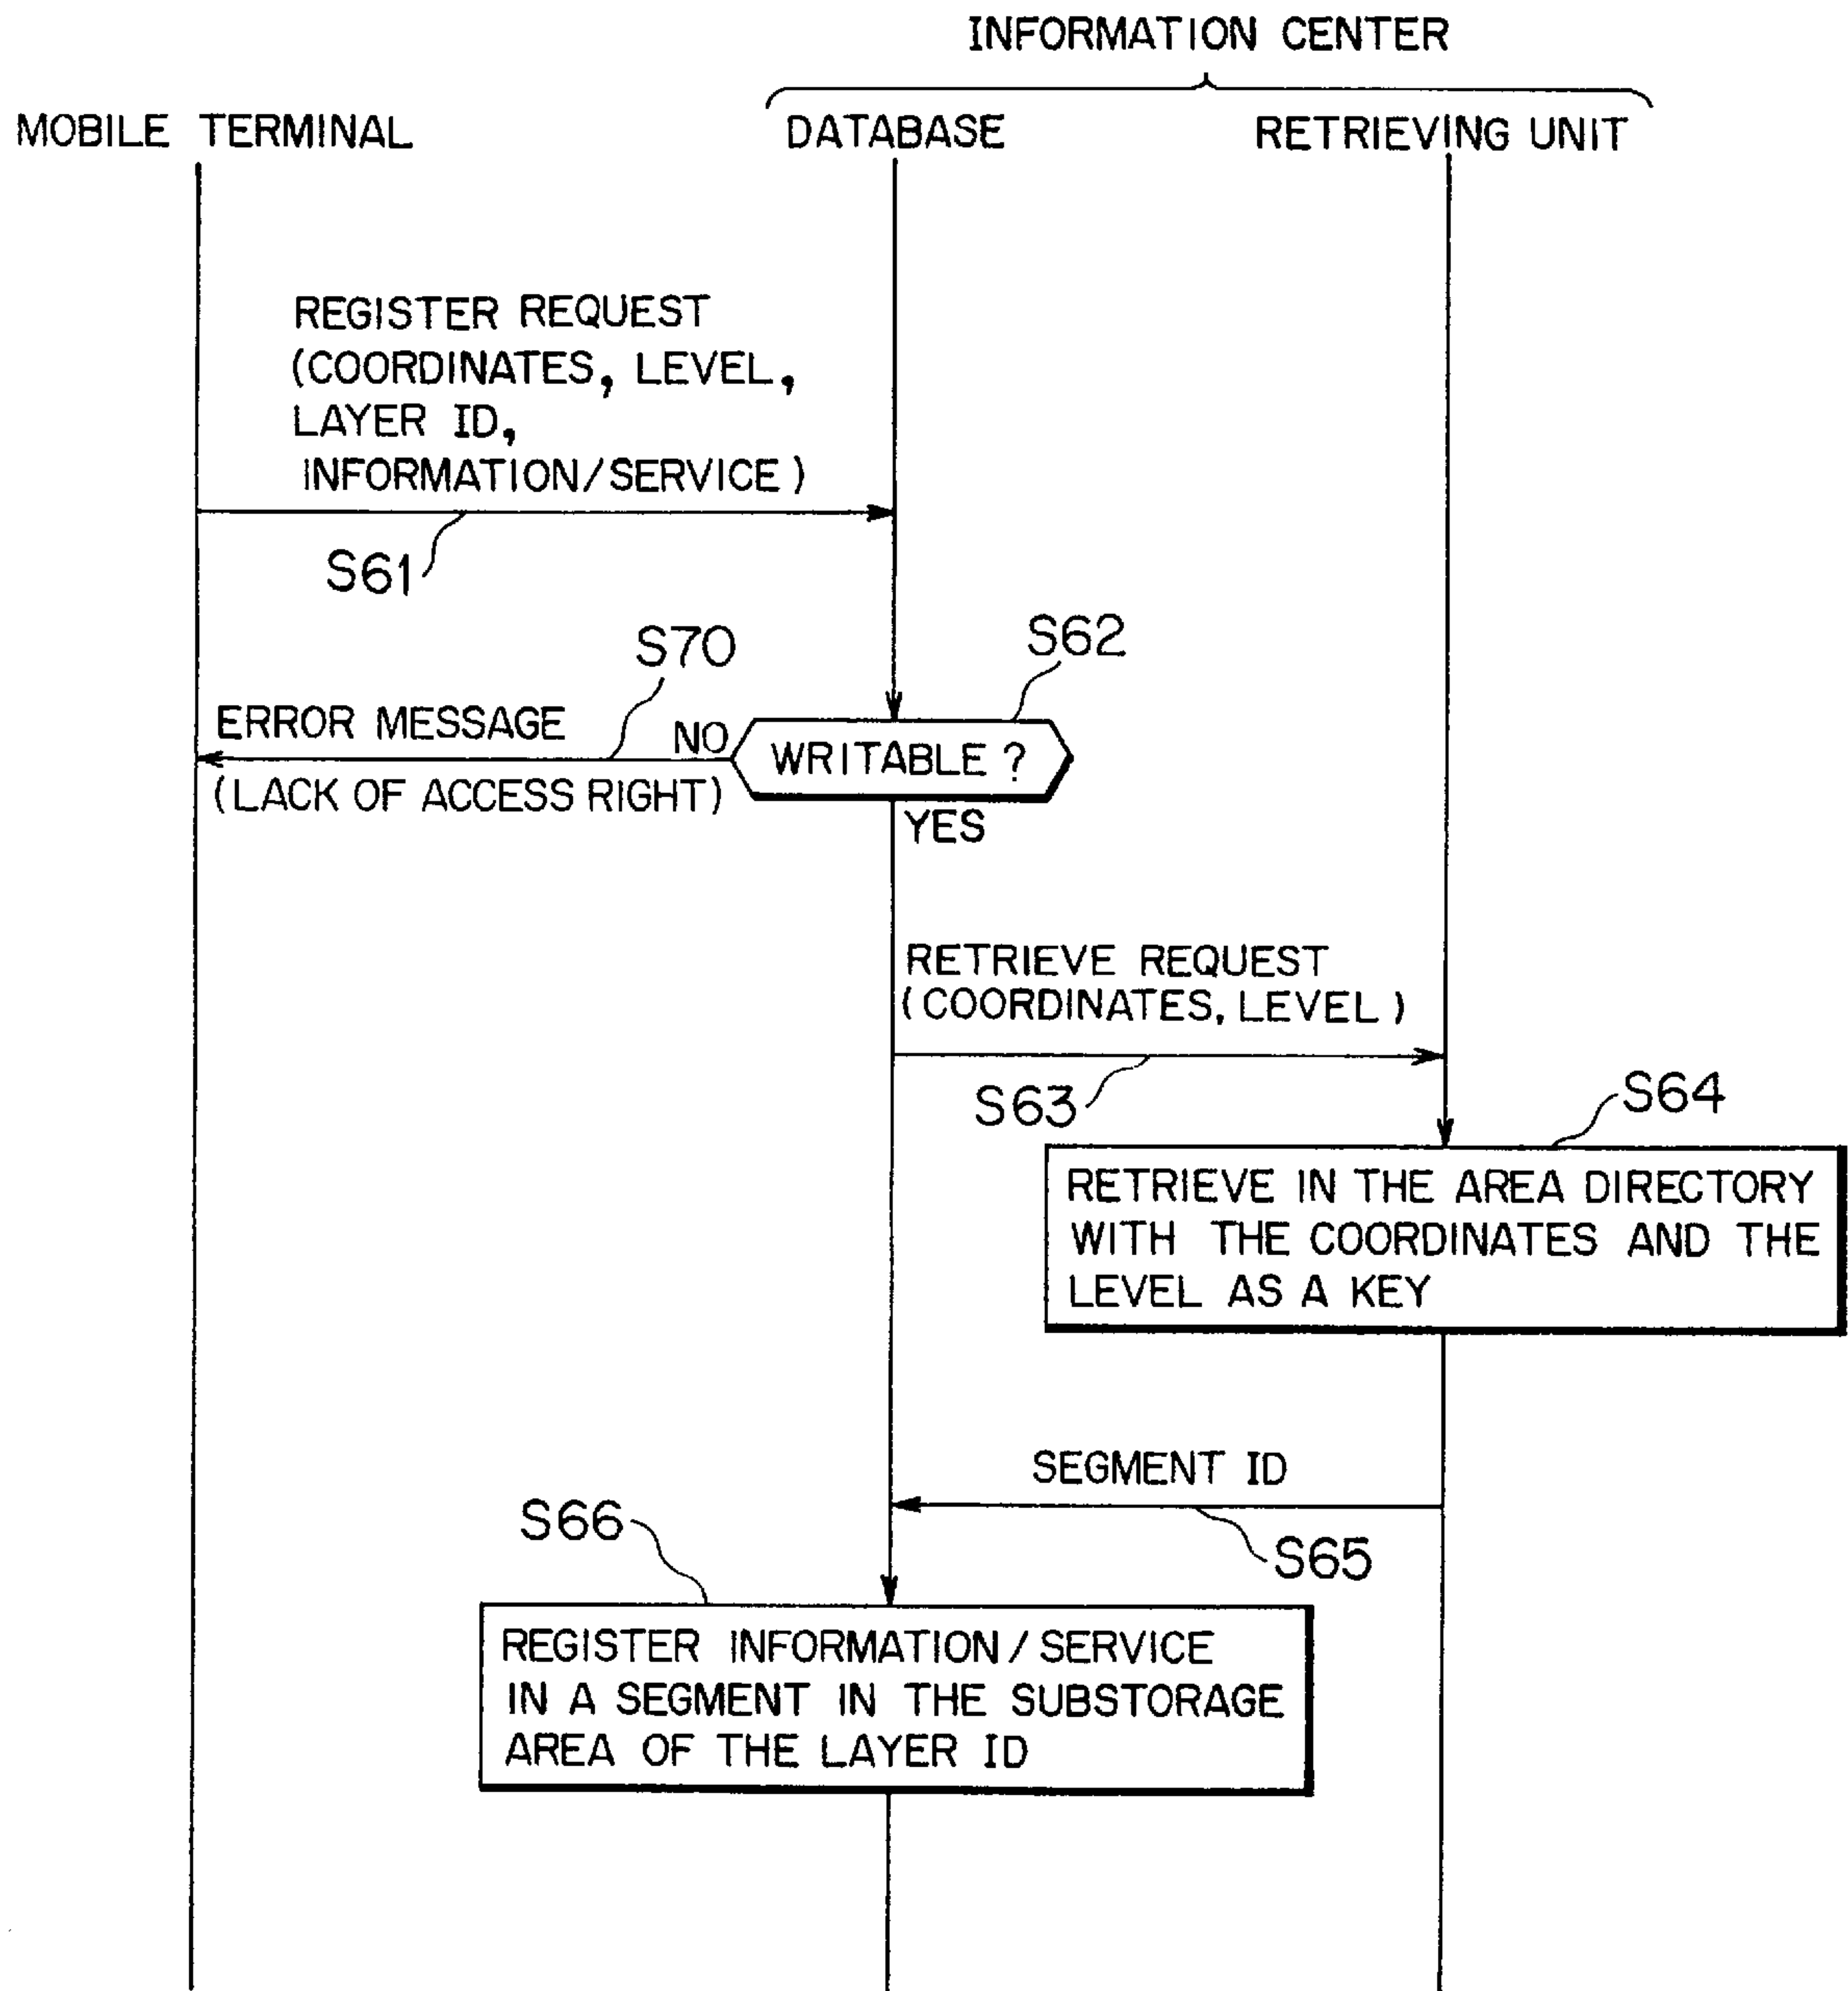 INFORMATION CENTER
MOBILE TERMINAL
DATABASE
RETRIEVING UNIT
REGISTER REQUEST
(COORDINATES, LEVEL,
LAYER ID,
INFORMATION/SERVICE)
S61
S70
S62
ERROR MESSAGE
NO
WRITABLE ?
(LACK OF ACCESS RIGHT)
YES
RETRIEVE REQUEST
(COORDINATES, LEVEL)
S63
S64
RETRIEVE IN THE AREA DIRECTORY
WITH THE COORDINATES AND THE
LEVEL AS A KEY
SEGMENT ID
S66
S65
REGISTER INFORMATION/SERVICE
IN A SEGMENT IN THE SUBSTORAGE
AREA OF THE LAYER ID